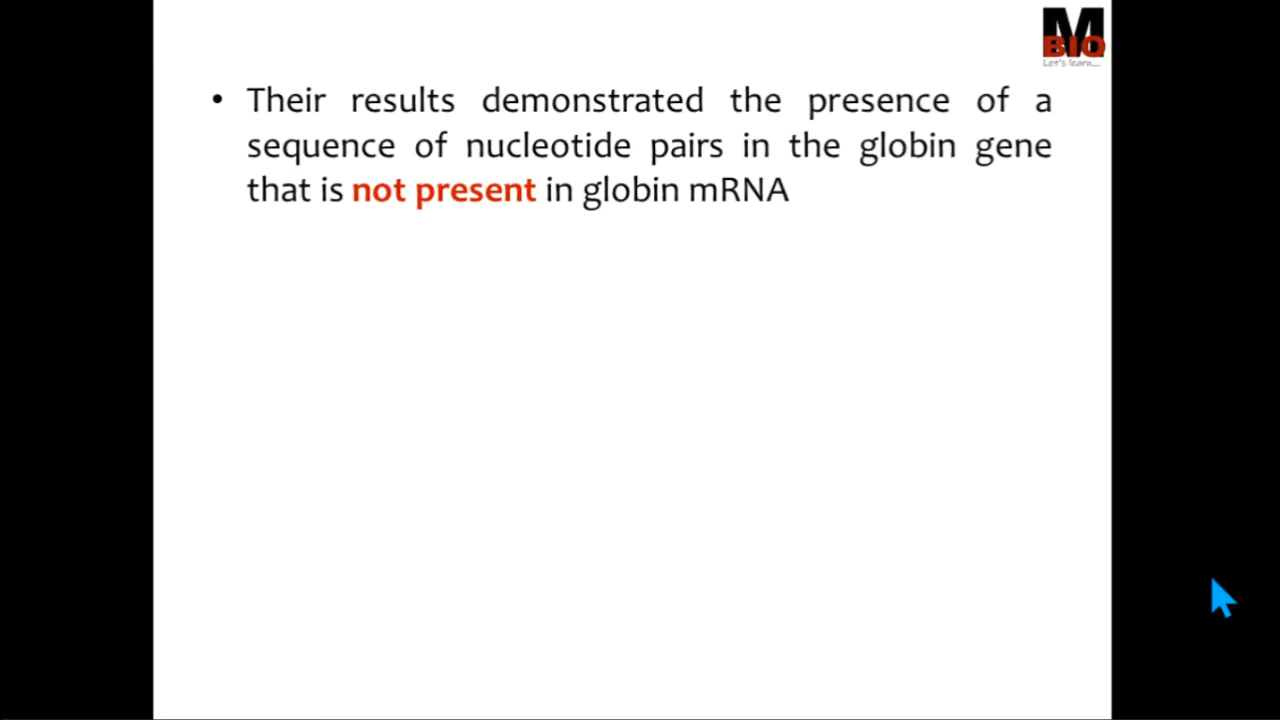 M
BIO
Let's learn....
• Their results demonstrated the presence of a
sequence of nucleotide pairs in the globin gene
that is not present in globin mRNA